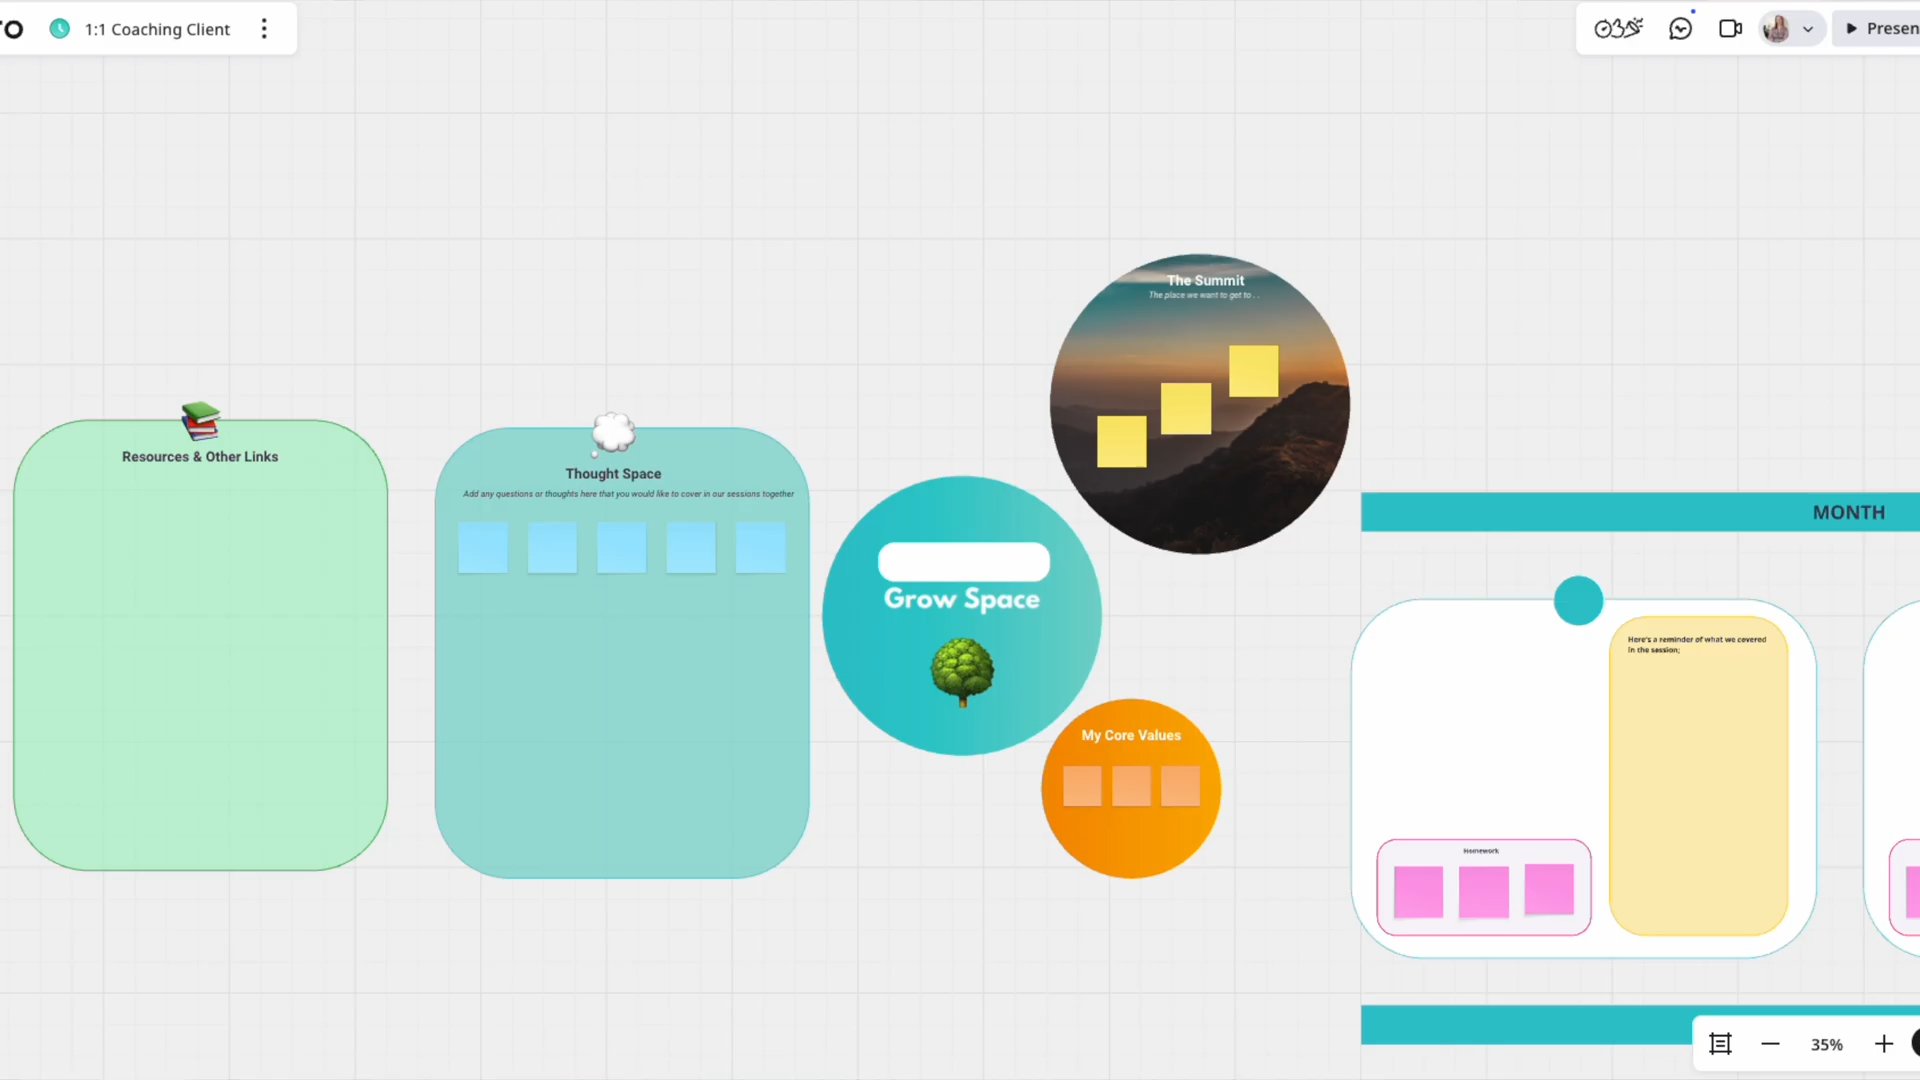 ro
1:1 Coaching Client
Presen
The Summit
The place we want to get to . .
Resources & Other Links
Thought Space
Add any questions or thoughts here that you would like to cover in our sessions together
Grow Space
My Core Values
MONTH
Here's a reminder of what we covered
in the session;
Homework
35%